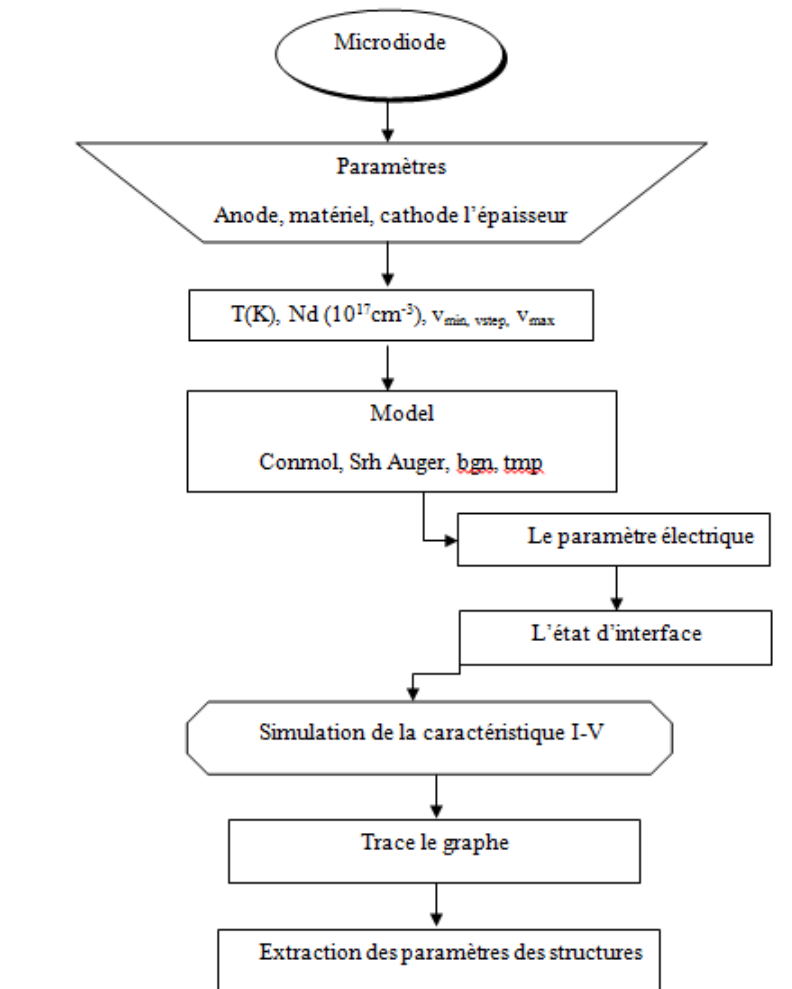 Microdiode
Paramètres
Anode, matériel, cathode l’épaisseur
T(K), Nd (10¹⁷cm⁻³), vmin, vstep, vmax
Model
Conmol, Srh Auger, bgn, tmp
Le paramètre électrique
L’état d’interface
Simulation de la caractéristique I-V
Trace le graphe
Extraction des paramètres des structures